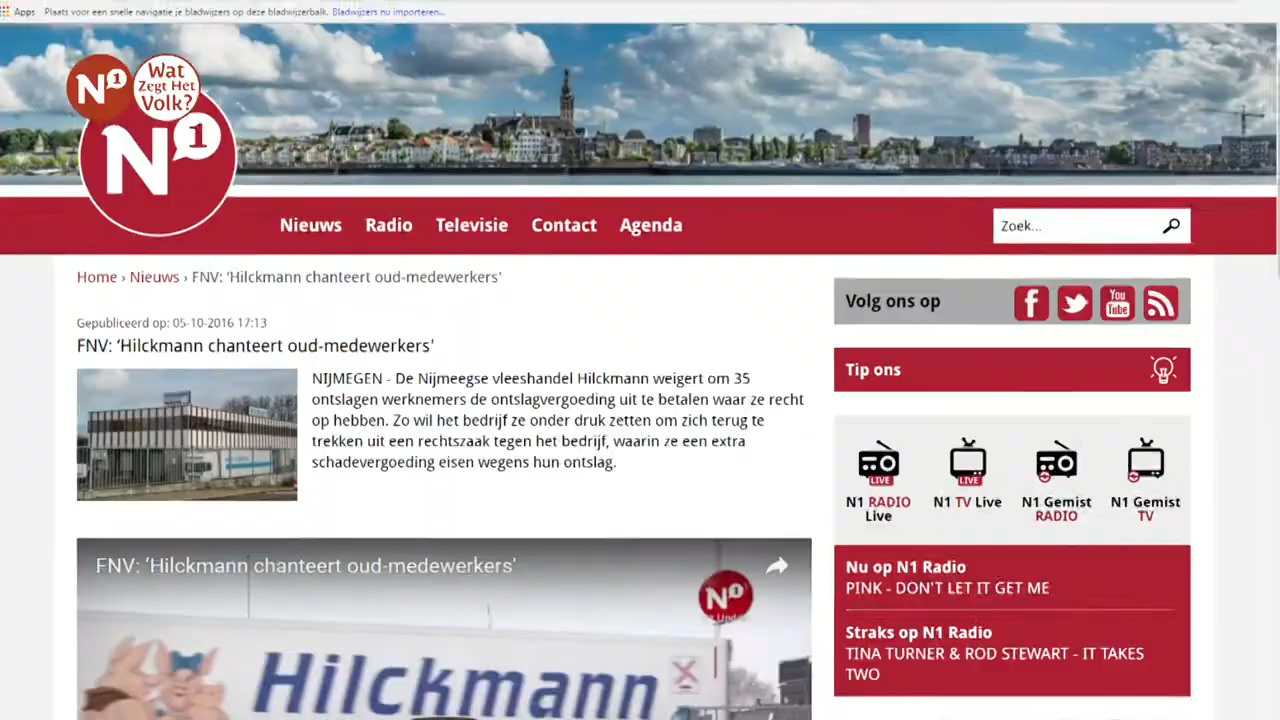 Apps Plaats voor een snelle navigatie je bladwijzers op deze bladwijzerbalk. Bladwijzers nu importeren...
N1 Wat
Zegt Het
Volk?
N1
Nieuws Radio Televisie Contact Agenda
Zoek...
Home › Nieuws › FNV: ‘Hilckmann chanteert oud-medewerkers’
Gepubliceerd op: 05-10-2016 17:13
FNV: ‘Hilckmann chanteert oud-medewerkers’
NIJMEGEN - De Nijmeegse vleeshandel Hilckmann weigert om 35
ontslagen werknemers de ontslagvergoeding uit te betalen waar ze recht
op hebben. Zo wil het bedrijf ze onder druk zetten om zich terug te
trekken uit een rechtszaak tegen het bedrijf, waarin ze een extra
schadevergoeding eisen wegens hun ontslag.
FNV: ‘Hilckmann chanteert oud-medewerkers’
N1
Hilckmann
Volg ons op
You
Tube
Tip ons
LIVE
LIVE
N1 RADIO
Live
N1 TV Live
N1 Gemist
RADIO
N1 Gemist
TV
Nu op N1 Radio
PINK - DON'T LET IT GET ME
Straks op N1 Radio
TINA TURNER & ROD STEWART - IT TAKES
TWO